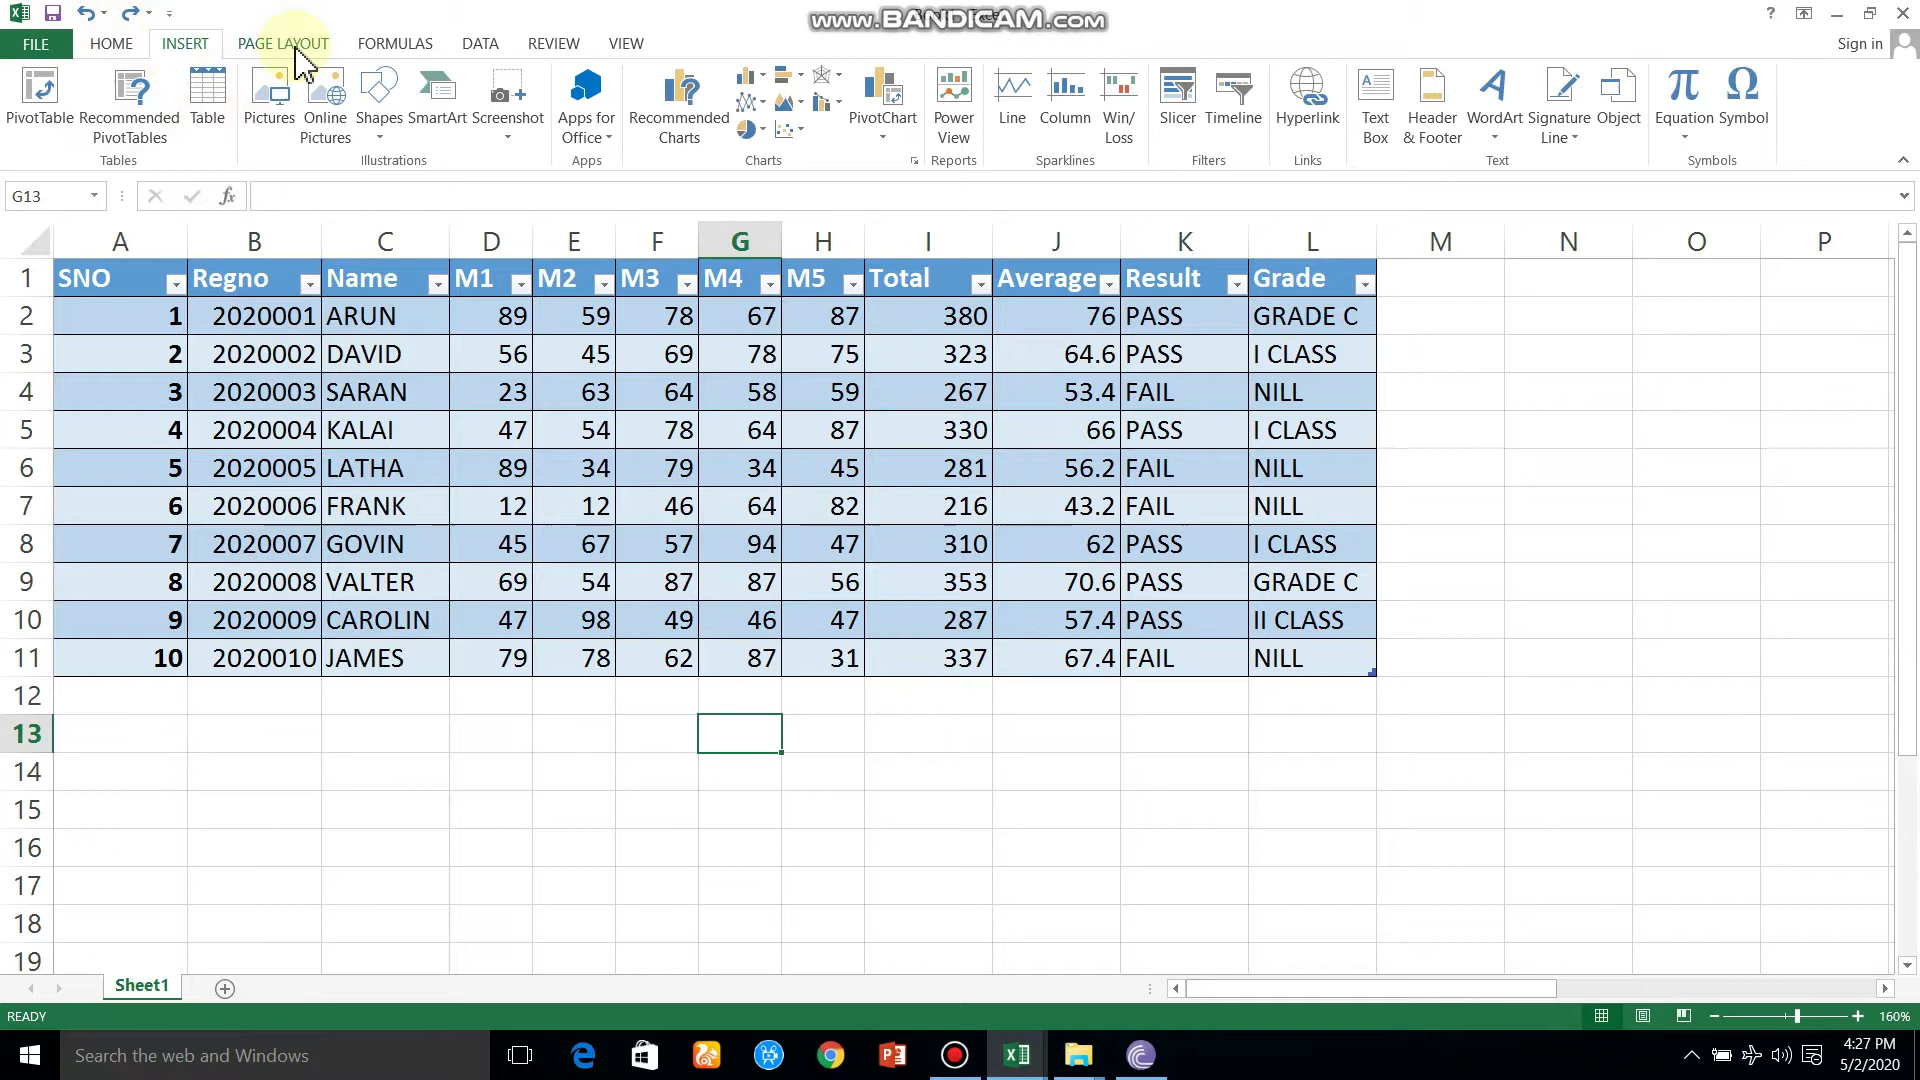 www.BANDICAM.com
FILE HOME INSERT PAGE LAYOUT FORMULAS DATA REVIEW VIEW Sign in
PivotTable Recommended PivotTables Table Pictures Online Pictures Shapes SmartArt Screenshot Apps for Office Recommended Charts PivotChart Power View Line Column Win/Loss Slicer Timeline Hyperlink Text Box Header & Footer WordArt Signature Line Object Equation Symbol
Tables Illustrations Apps Charts Reports Sparklines Filters Links Text Symbols
G13 fx
A B C D E F G H I J K L M N O P
1 SNO Regno Name M1 M2 M3 M4 M5 Total Average Result Grade
2 1 2020001 ARUN 89 59 78 67 87 380 76 PASS GRADE C
3 2 2020002 DAVID 56 45 69 78 75 323 64.6 PASS I CLASS
4 3 2020003 SARAN 23 63 64 58 59 267 53.4 FAIL NILL
5 4 2020004 KALAI 47 54 78 64 87 330 66 PASS I CLASS
6 5 2020005 LATHA 89 34 79 34 45 281 56.2 FAIL NILL
7 6 2020006 FRANK 12 12 46 64 82 216 43.2 FAIL NILL
8 7 2020007 GOVIN 45 67 57 94 47 310 62 PASS I CLASS
9 8 2020008 VALTER 69 54 87 87 56 353 70.6 PASS GRADE C
10 9 2020009 CAROLIN 47 98 49 46 47 287 57.4 PASS II CLASS
11 10 2020010 JAMES 79 78 62 87 31 337 67.4 FAIL NILL
12
13
14
15
16
17
18
19
Sheet1
READY 160%
Search the web and Windows 4:27 PM
5/2/2020